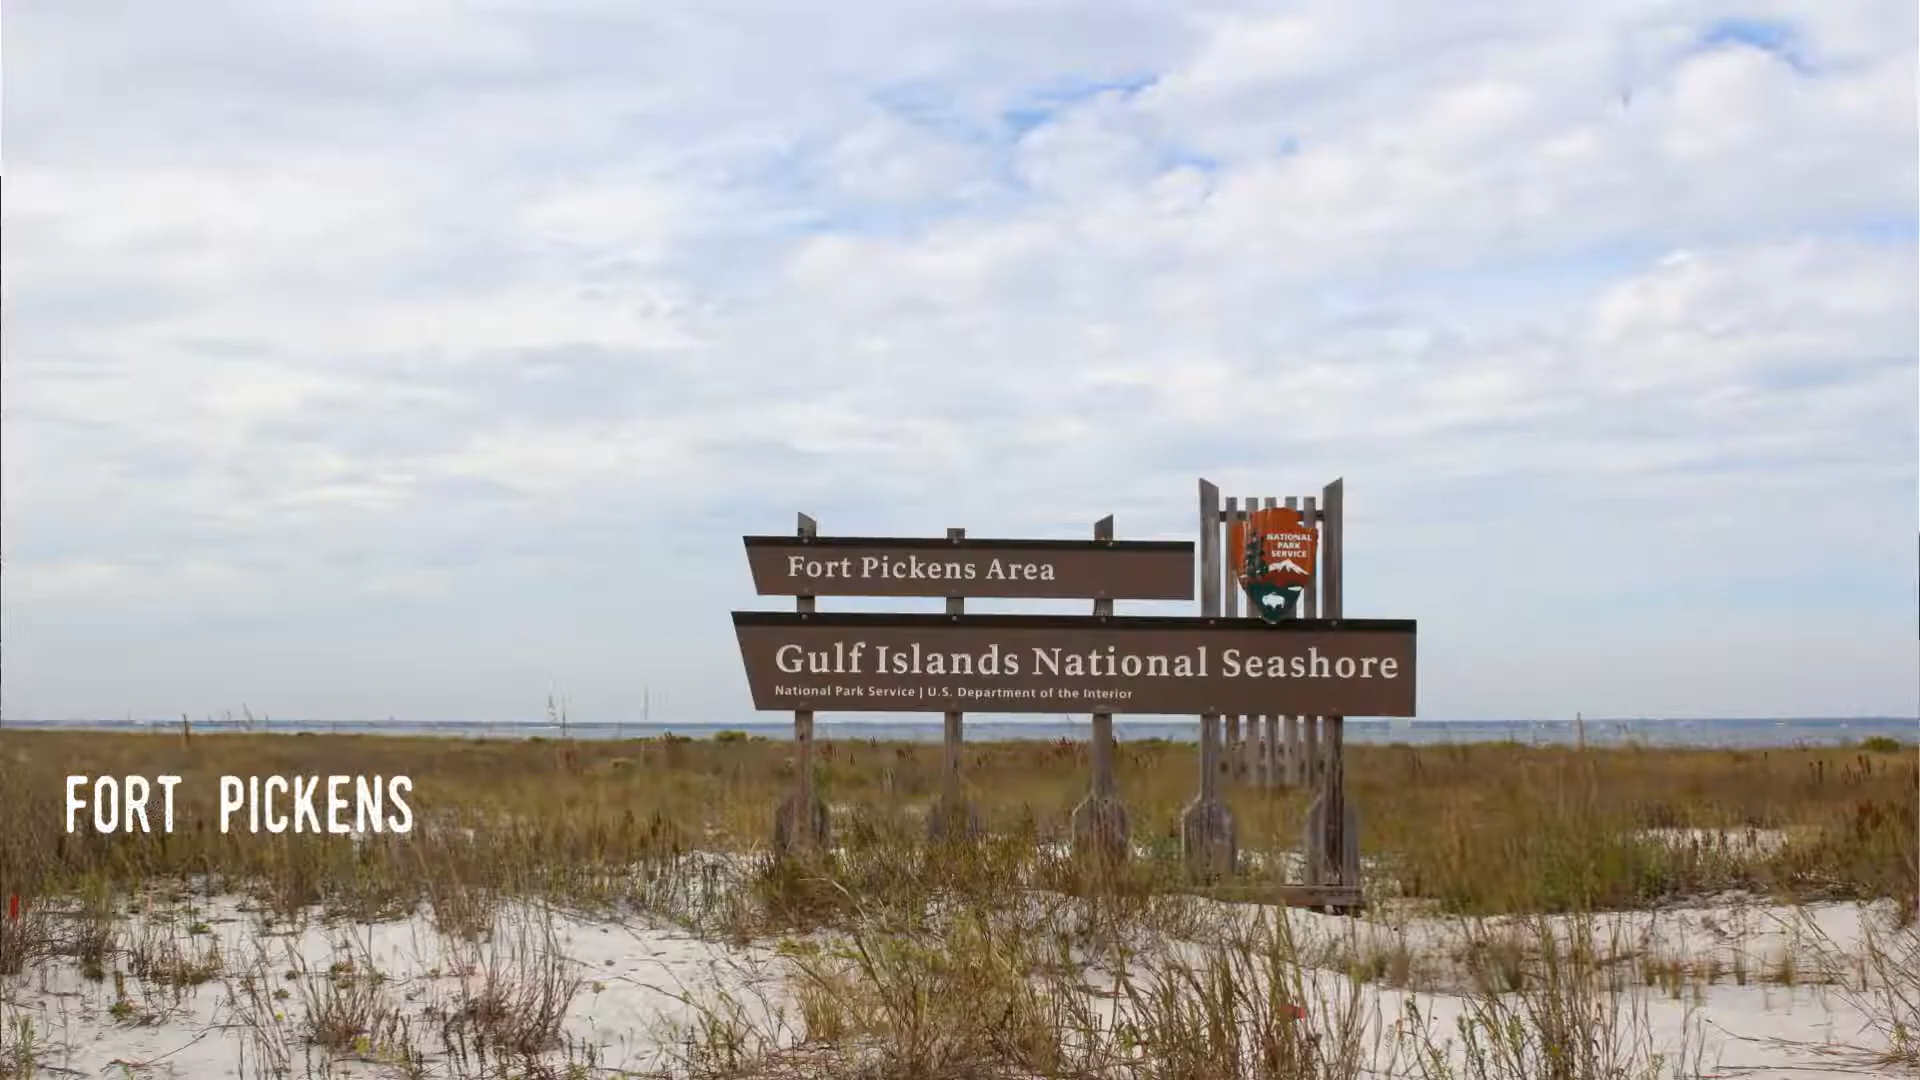 Fort Pickens Area
NATIONAL
PARK
SERVICE
Gulf Islands National Seashore
National Park Service | U.S. Department of the Interior
FORT PICKENS